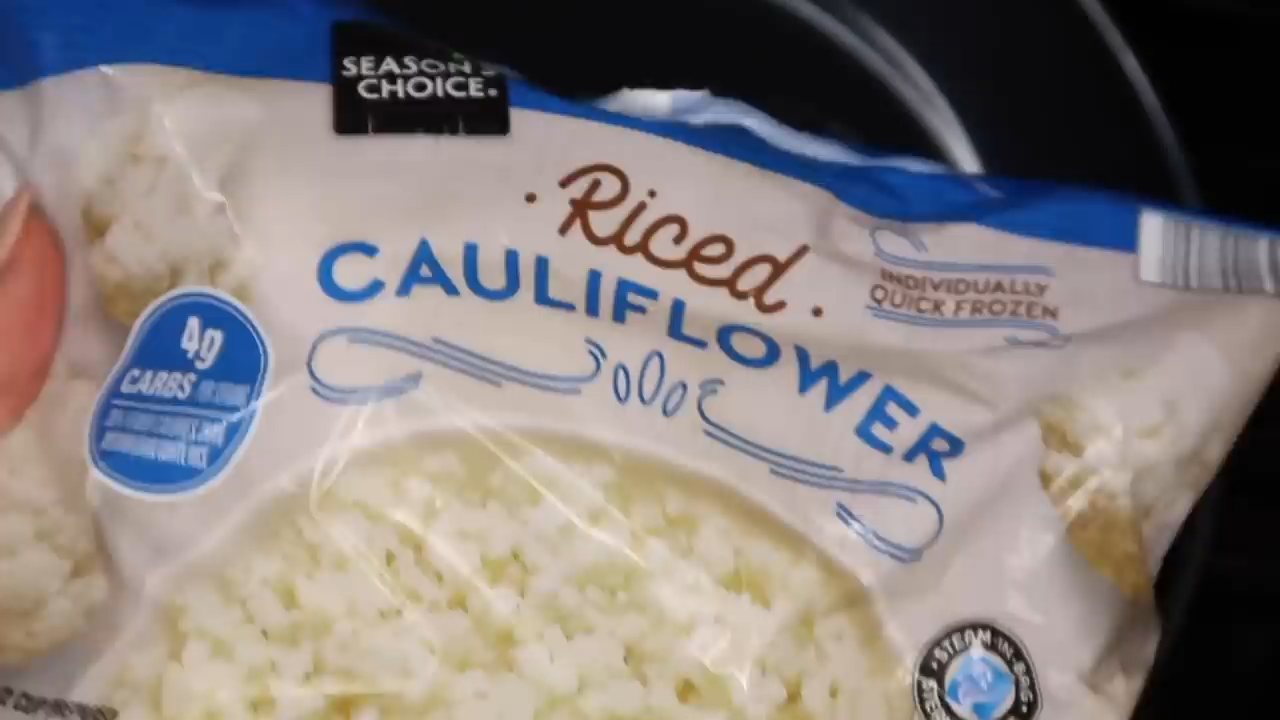 SEASON'S
CHOICE.
· Riced ·
CAULIFLOWER
INDIVIDUALLY
QUICK FROZEN
4g
CARBS
STEAM-IN-BAG